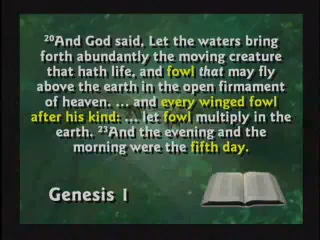 ²⁰And God said, Let the waters bring
forth abundantly the moving creature
that hath life, and fowl that may fly
above the earth in the open firmament
of heaven. ... and every winged fowl
after his kind: ... let fowl multiply in the
earth. ²³And the evening and the
morning were the fifth day.
Genesis 1